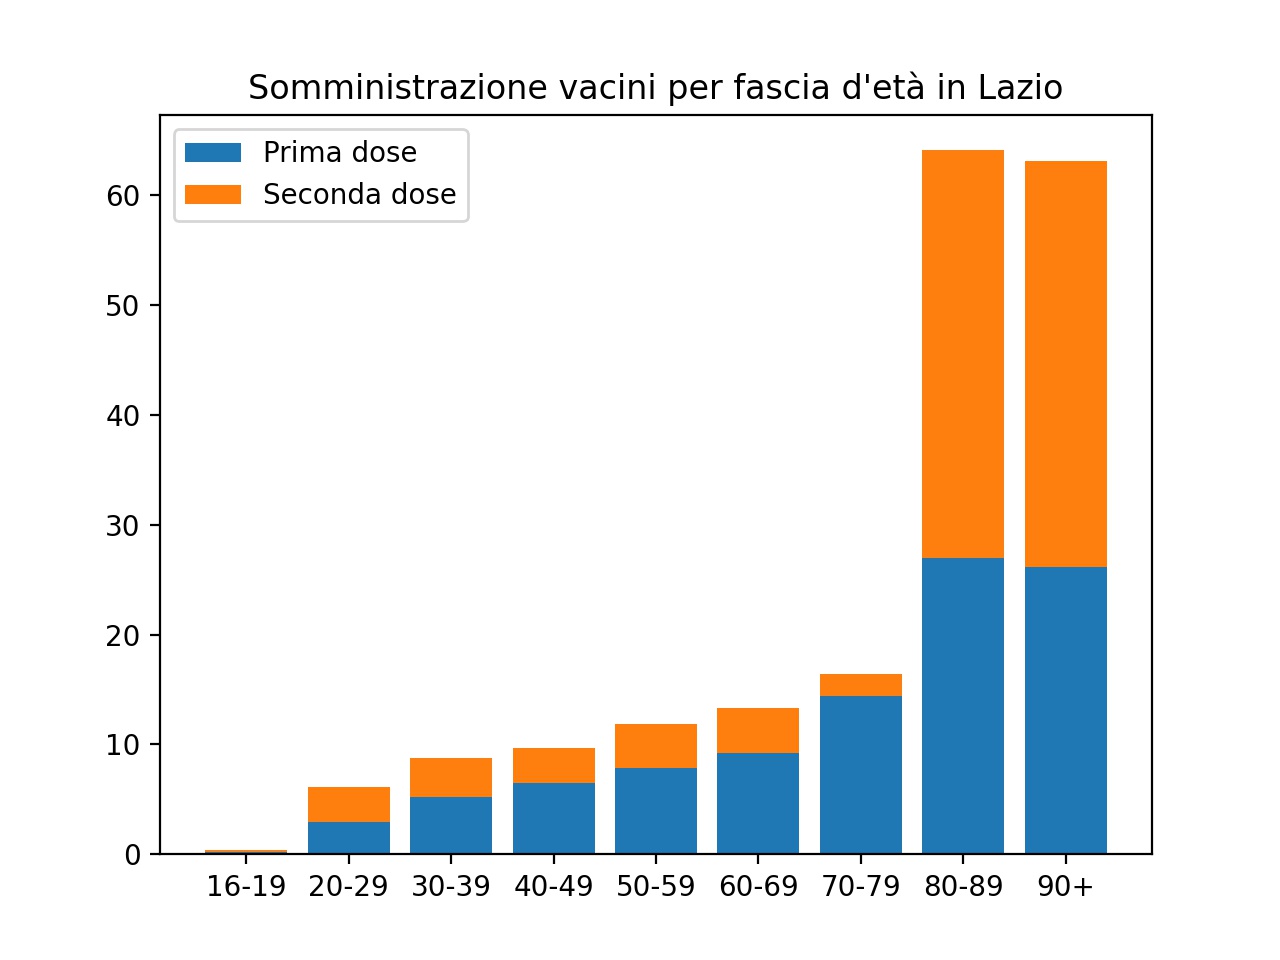 Somministrazione vacini per fascia d'età in Lazio
Prima dose
Seconda dose
60
50
40
30
20
10
0
16-19 20-29 30-39 40-49 50-59 60-69 70-79 80-89 90+